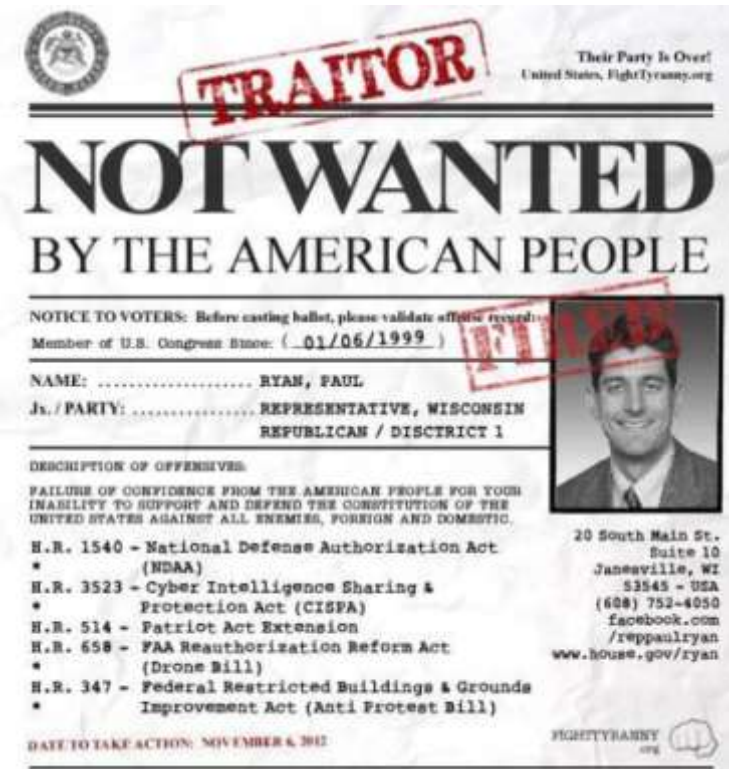 TRAITOR
Their Party Is Over!
United States, FightTyranny.org
NOT WANTED
BY THE AMERICAN PEOPLE
NOTICE TO VOTERS: Before casting ballot, please validate offense record:
Member of U.S. Congress Since: ( 01/06/1999 )
FIRED
NAME: .................... RYAN, PAUL
Jx. / PARTY: ................ REPRESENTATIVE, WISCONSIN
REPUBLICAN / DISCTRICT 1
DESCRIPTION OF OFFENSIVES:
FAILURE OF CONFIDENCE FROM THE AMERICAN PEOPLE FOR YOUR
INABILITY TO SUPPORT AND DEFEND THE CONSTITUTION OF THE
UNITED STATES AGAINST ALL ENEMIES, FOREIGN AND DOMESTIC.
H.R. 1540 - National Defense Authorization Act
* (NDAA)
H.R. 3523 - Cyber Intelligence Sharing &
* Protection Act (CISPA)
H.R. 514 - Patriot Act Extension
H.R. 658 - FAA Reauthorization Reform Act
* (Drone Bill)
H.R. 347 - Federal Restricted Buildings & Grounds
* Improvement Act (Anti Protest Bill)
20 South Main St.
Suite 10
Janesville, WI
53545 - USA
(608) 752-4050
facebook.com
/reppaulryan
www.house.gov/ryan
DATE TO TAKE ACTION: NOVEMBER 6, 2012
FIGHTTYRANNY
.org